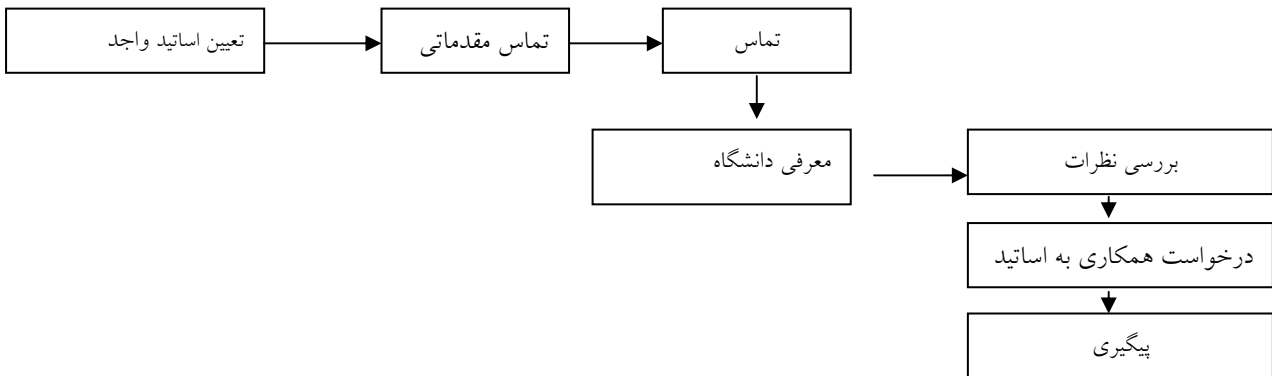 تعیین اساتید واجد
تماس مقدماتی
تماس
معرفی دانشگاه
بررسی نظرات
درخواست همکاری به اساتید
پیگیری